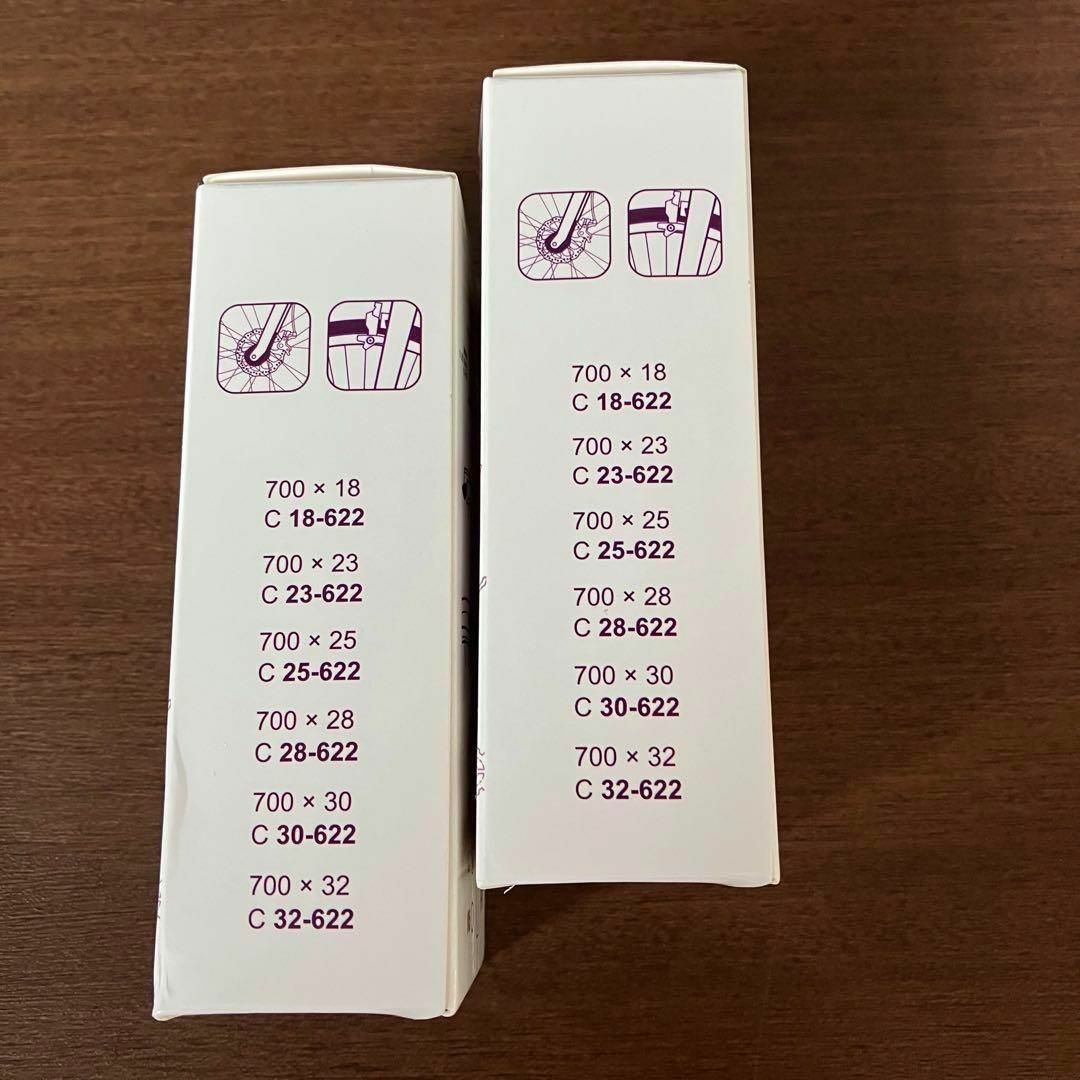 700 × 18
C 18-622
700 × 23
C 23-622
700 × 25
C 25-622
700 × 28
C 28-622
700 × 30
C 30-622
700 × 32
C 32-622
700 × 18
C 18-622
700 × 23
C 23-622
700 × 25
C 25-622
700 × 28
C 28-622
700 × 30
C 30-622
700 × 32
C 32-622